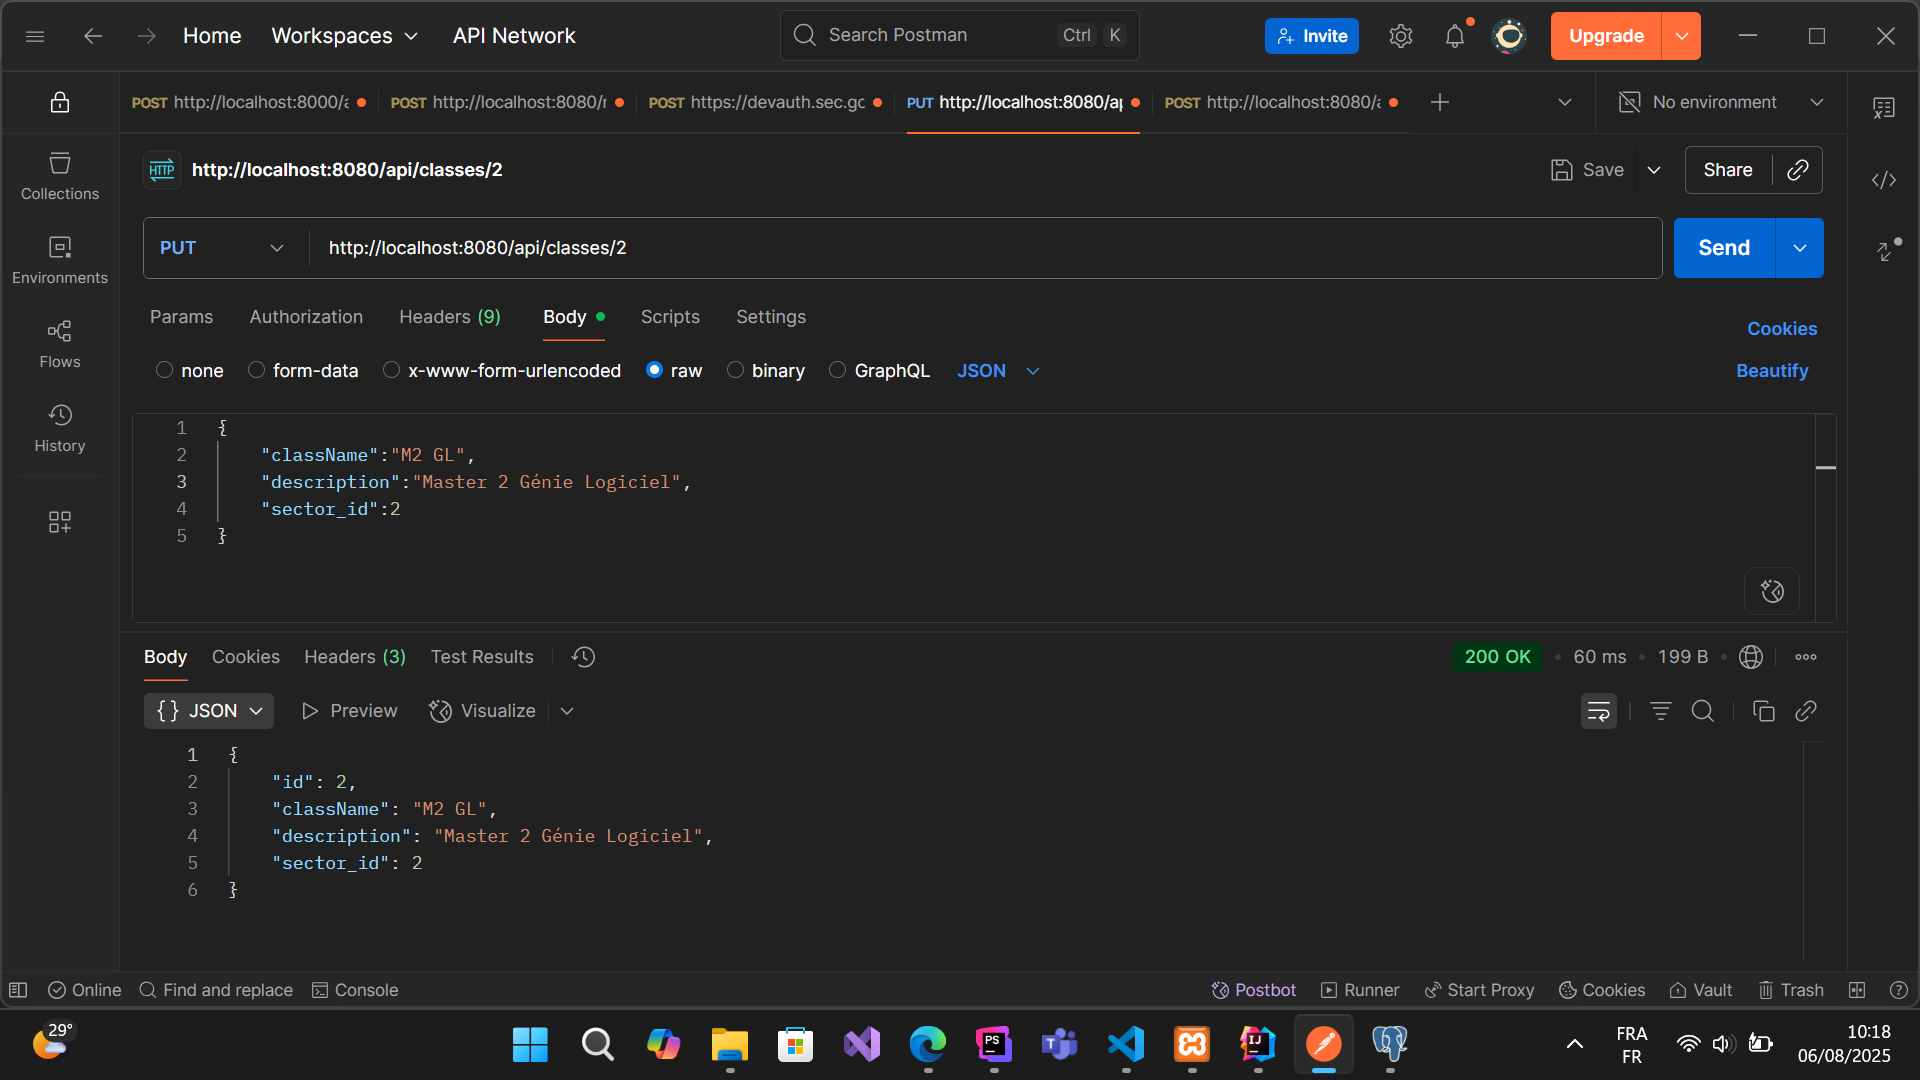 Home Workspaces API Network Search Postman Ctrl K Invite Upgrade
POST http://localhost:8000/a POST http://localhost:8080/r POST https://devauth.sec.gc PUT http://localhost:8080/ap POST http://localhost:8080/a No environment
HTTP http://localhost:8080/api/classes/2 Save Share
Collections
PUT http://localhost:8080/api/classes/2 Send
Environments
Params Authorization Headers (9) Body Scripts Settings Cookies
Flows
none form-data x-www-form-urlencoded raw binary GraphQL JSON Beautify
History
1 {
2 "className":"M2 GL",
3 "description":"Master 2 Génie Logiciel",
4 "sector_id":2
5 }
Body Cookies Headers (3) Test Results 200 OK • 60 ms • 199 B •
{} JSON Preview Visualize
1 {
2 "id": 2,
3 "className": "M2 GL",
4 "description": "Master 2 Génie Logiciel",
5 "sector_id": 2
6 }
Online Find and replace Console Postbot Runner Start Proxy Cookies Vault Trash
29° PS IJ FRA 10:18
FR 06/08/2025